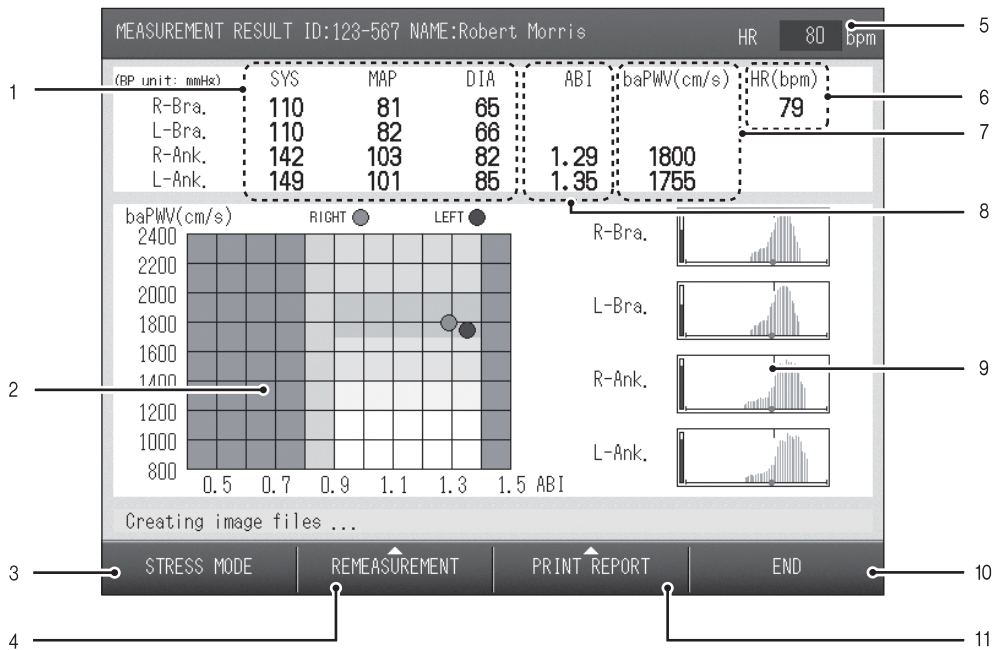 MEASUREMENT RESULT ID:123-567 NAME:Robert Morris HR 80 bpm
5
(BP unit: mmHg) SYS MAP DIA ABI baPWV(cm/s) HR(bpm)
1
6
R-Bra. 110 81 65 79
L-Bra. 110 82 66
7
R-Ank. 142 103 82 1.29 1800
L-Ank. 149 101 85 1.35 1755
8
baPWV(cm/s) RIGHT LEFT
2400
2200
2000
1800
1600
1400
1200
1000
800
0.5 0.7 0.9 1.1 1.3 1.5 ABI
2
R-Bra.
L-Bra.
R-Ank.
L-Ank.
9
Creating image files ...
STRESS MODE REMEASUREMENT PRINT REPORT END
3
10
4
11